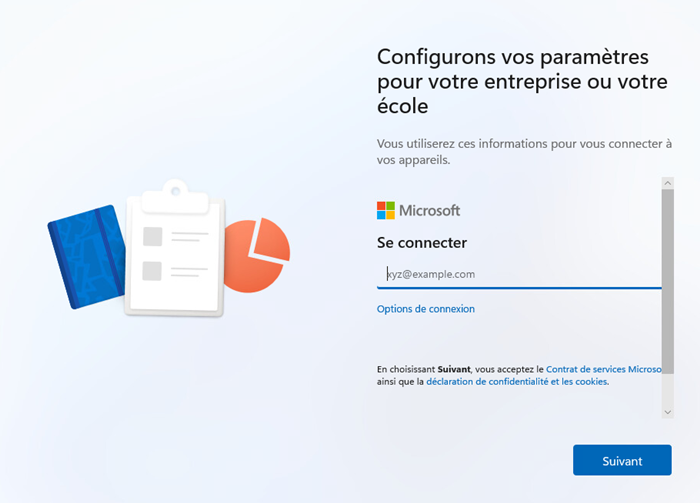 Configurons vos paramètres
pour votre entreprise ou votre
école
Vous utiliserez ces informations pour vous connecter à
vos appareils.
Microsoft
Se connecter
xyz@example.com
Options de connexion
En choisissant Suivant, vous acceptez le Contrat de services Microso
ainsi que la déclaration de confidentialité et les cookies.
Suivant